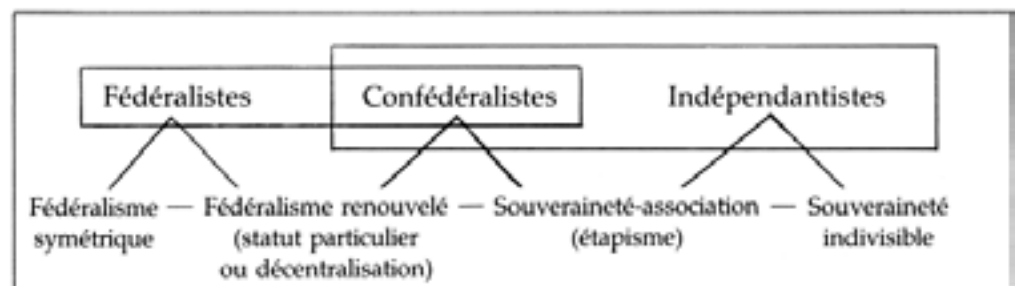 Fédéralistes Confédéralistes Indépendantistes
Fédéralisme — Fédéralisme renouvelé — Souveraineté-association — Souveraineté
symétrique (statut particulier (étapisme) indivisible
ou décentralisation)